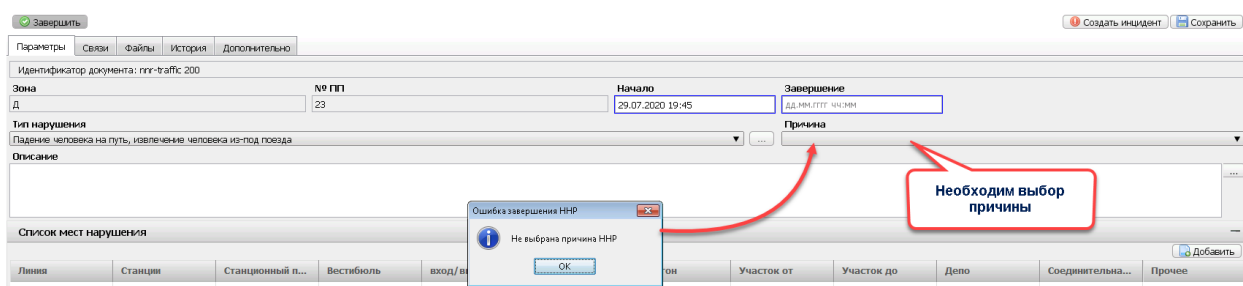 Завершить
Создать инцидент
Сохранить
Параметры Связи Файлы История Дополнительно
Идентификатор документа: nnr-traffic 200
Зона № ПП Начало Завершение
Д 23 29.07.2020 19:45 дд.мм.гггг чч:мм
Тип нарушения Причина
Падение человека на путь, извлечение человека из-под поезда ...
Описание
...
Необходим выбор
причины
Ошибка завершения ННР
Не выбрана причина ННР
OK
Список мест нарушения
Добавить
Линия Станции Станционный п... Вестибюль Участок от Участок до Депо Соединительна... Прочее